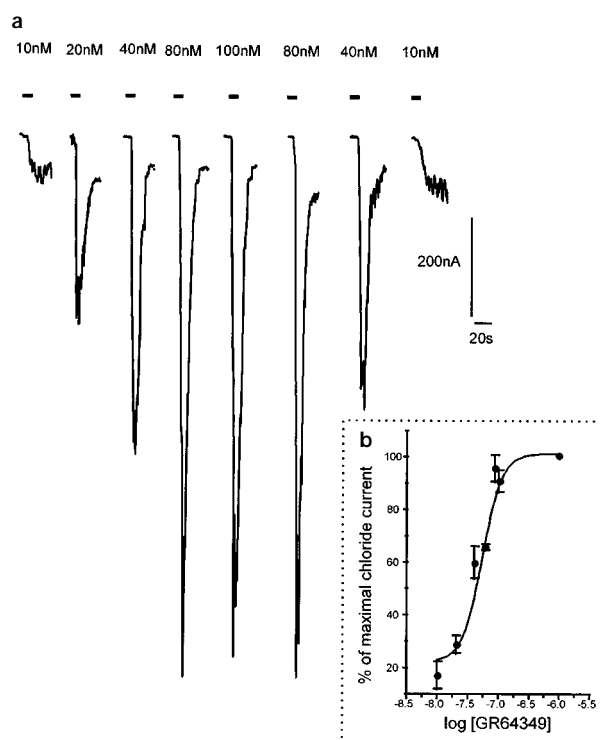 a
10nM 20nM 40nM 80nM 100nM 80nM 40nM 10nM
200nA
20s
b
% of maximal chloride current
100
80
60
40
20
-8.5 -8.0 -7.5 -7.0 -6.5 -6.0 -5.5
log [GR64349]